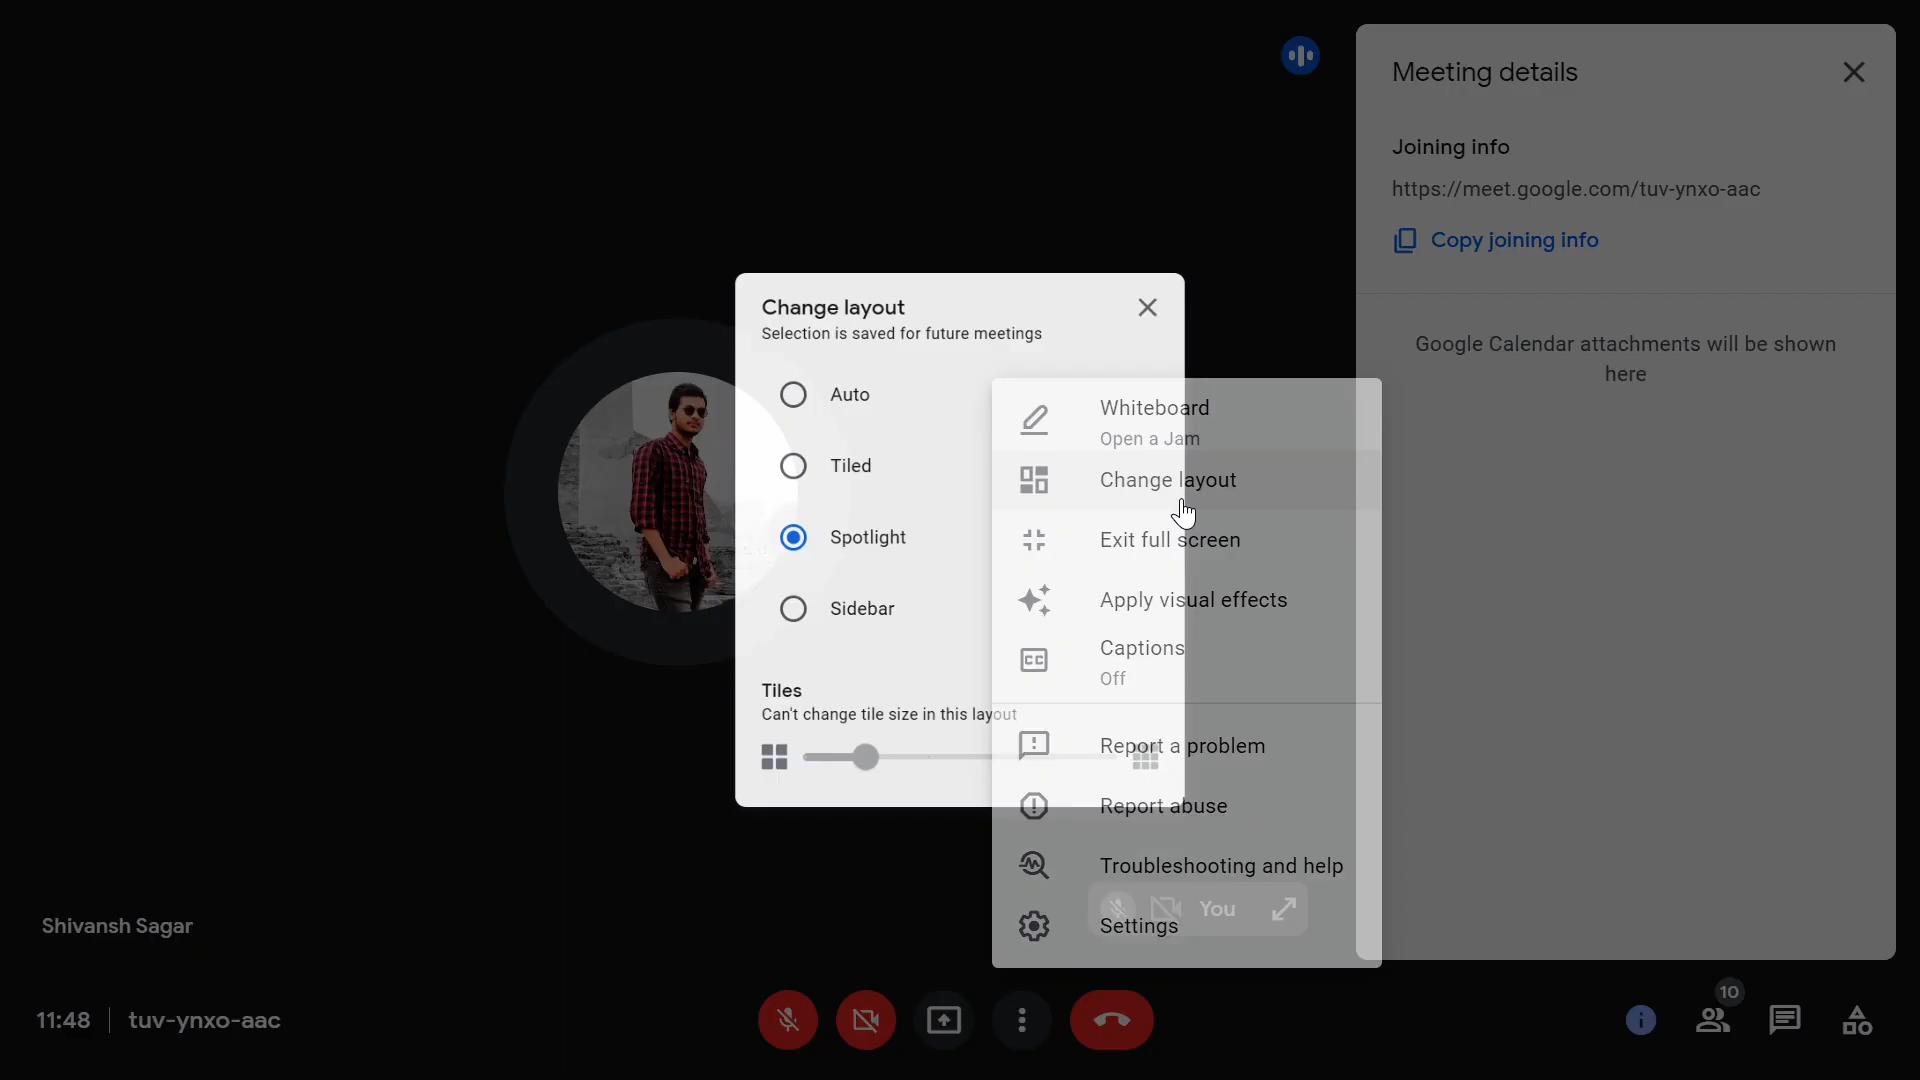 Meeting details
Joining info
https://meet.google.com/tuv-ynxo-aac
Copy joining info
Google Calendar attachments will be shown
here
Change layout
Selection is saved for future meetings
Auto
Tiled
Spotlight
Sidebar
Tiles
Can't change tile size in this layout
Whiteboard
Open a Jam
Change layout
Exit full screen
Apply visual effects
CC
Captions
Off
Report a problem
Report abuse
Troubleshooting and help
You
Settings
Shivansh Sagar
11:48
tuv-ynxo-aac
10